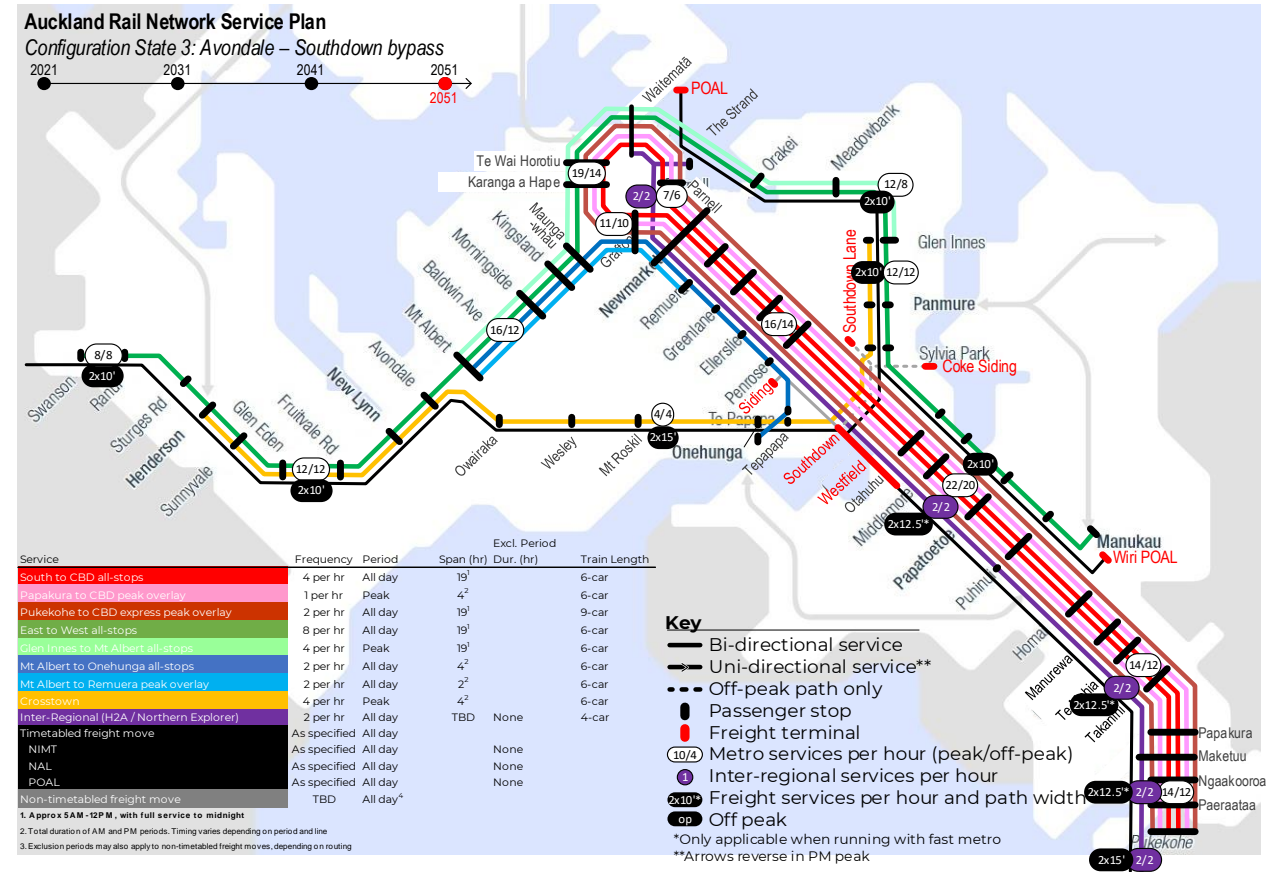 Auckland Rail Network Service Plan
Configuration State 3: Avondale – Southdown bypass
2021
2031
2041
2051
2051
Waitematā
POAL
The Strand
Orakei
Meadowbank
Te Wai Horotiu
Karanga a Hape
19/14
2/2
7/6
Parnell
12/8
2x10'
11/10
Maunga-
whau
Grafton
Kingsland
Morningside
Baldwin Ave
Mt Albert
Newmarket
Remuera
Greenlane
Ellerslie
Penrose
Sidings
Te Papapa
Onehunga
Tepapapa
16/12
16/14
Southdown Lane
2x10'
12/12
Glen Innes
Panmure
Sylvia Park
Coke Siding
8/8
2x10'
Swanson
Ranui
Sturges Rd
Henderson
Sunnyvale
Glen Eden
Fruitvale Rd
New Lynn
Avondale
12/12
2x10'
Owairaka
Wesley
Mt Roskil
4/4
2x15
Southdown
Westfield
Otahuhu
Middlemore
Papatoetoe
Puhinui
Homai
Manurewa
Takanini
2x10'
22/20
2/2
2x12.5'*
Manukau
Wiri POAL
14/12
2/2
2x12.5'*
Papakura
Maketuu
Ngaakooroa
Paeraataa
Pukekohe
2x12.5'*
2/2
14/12
2x15'
2/2
Service Frequency Period Span (hr) Excl. Period Dur. (hr) Train Length
South to CBD all-stops 4 per hr All day 19¹ 6-car
Papakura to CBD peak overlay 1 per hr Peak 4² 6-car
Pukekohe to CBD express peak overlay 2 per hr All day 19¹ 9-car
East to West all-stops 8 per hr All day 19¹ 6-car
Glen Innes to Mt Albert all-stops 4 per hr Peak 19¹ 6-car
Mt Albert to Onehunga all-stops 2 per hr All day 4² 6-car
Mt Albert to Remuera peak overlay 2 per hr All day 2² 6-car
Crosstown 4 per hr Peak 4² 6-car
Inter-Regional (H2A / Northern Explorer) 2 per hr All day TBD None 4-car
Timetabled freight move As specified All day
NIMT As specified All day None
NAL As specified All day None
POAL As specified All day None
Non-timetabled freight move TBD All day⁴
1. Approx 5AM-12PM, with full service to midnight
2. Total duration of AM and PM periods. Timing varies depending on period and line
3. Exclusion periods may also apply to non-timetabled freight moves, depending on routing
Key
Bi-directional service
Uni-directional service**
Off-peak path only
Passenger stop
Freight terminal
10/4 Metro services per hour (peak/off-peak)
1 Inter-regional services per hour
2x10'* Freight services per hour and path width
op Off peak
*Only applicable when running with fast metro
**Arrows reverse in PM peak